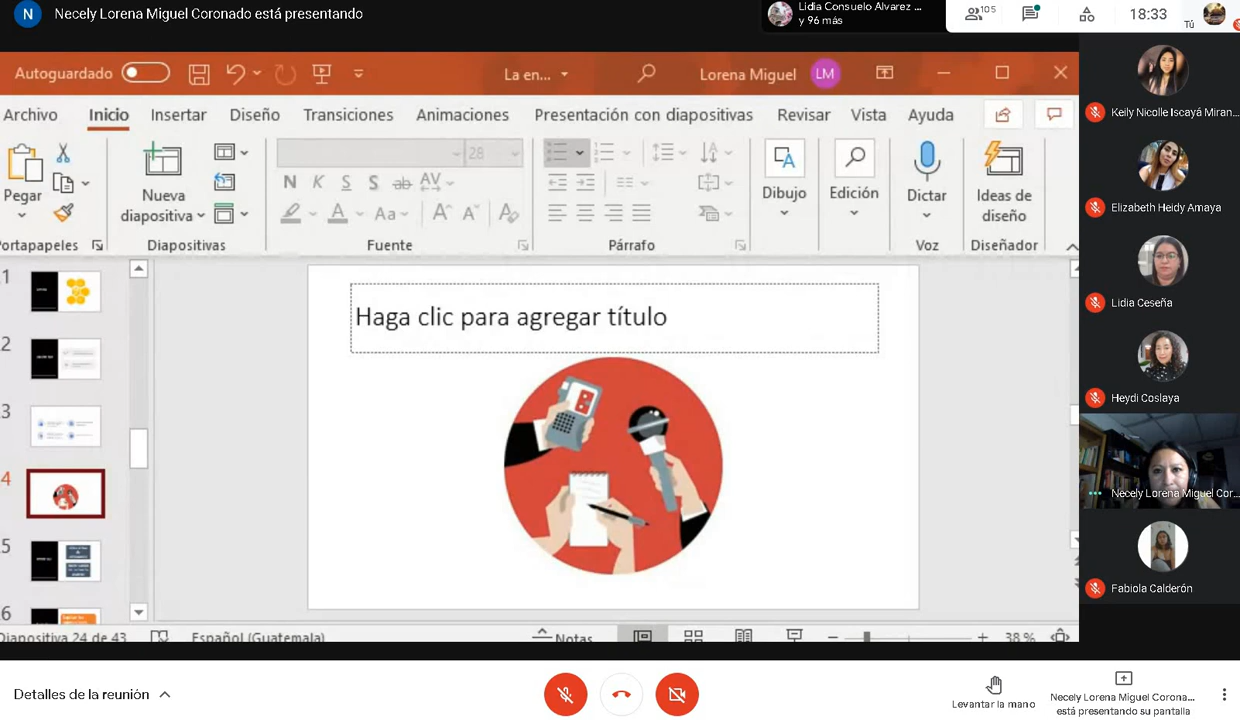 N
Necely Lorena Miguel Coronado está presentando
Lidia Consuelo Alvarez ...
y 96 más
105
18:33
Tú
Autoguardado
La en...
Lorena Miguel
LM
Archivo
Inicio
Insertar
Diseño
Transiciones
Animaciones
Presentación con diapositivas
Revisar
Vista
Ayuda
Pegar
Nueva
diapositiva
28
N K S S ab AV
A Aa A A A
Dibujo
Edición
Dictar
Ideas de
diseño
ortapapeles
Diapositivas
Fuente
Párrafo
Voz
Diseñador
1
2
3
4
5
6
Haga clic para agregar título
Diapositiva 24 de 43
Español (Guatemala)
Notas
38 %
Keily Nicolle Iscayá Miran...
Elizabeth Heidy Amaya
Lidia Ceseña
Heydi Coslaya
Necely Lorena Miguel Cor...
Fabiola Calderón
Detalles de la reunión
Levantar la mano
Necely Lorena Miguel Corona...
está presentando su pantalla